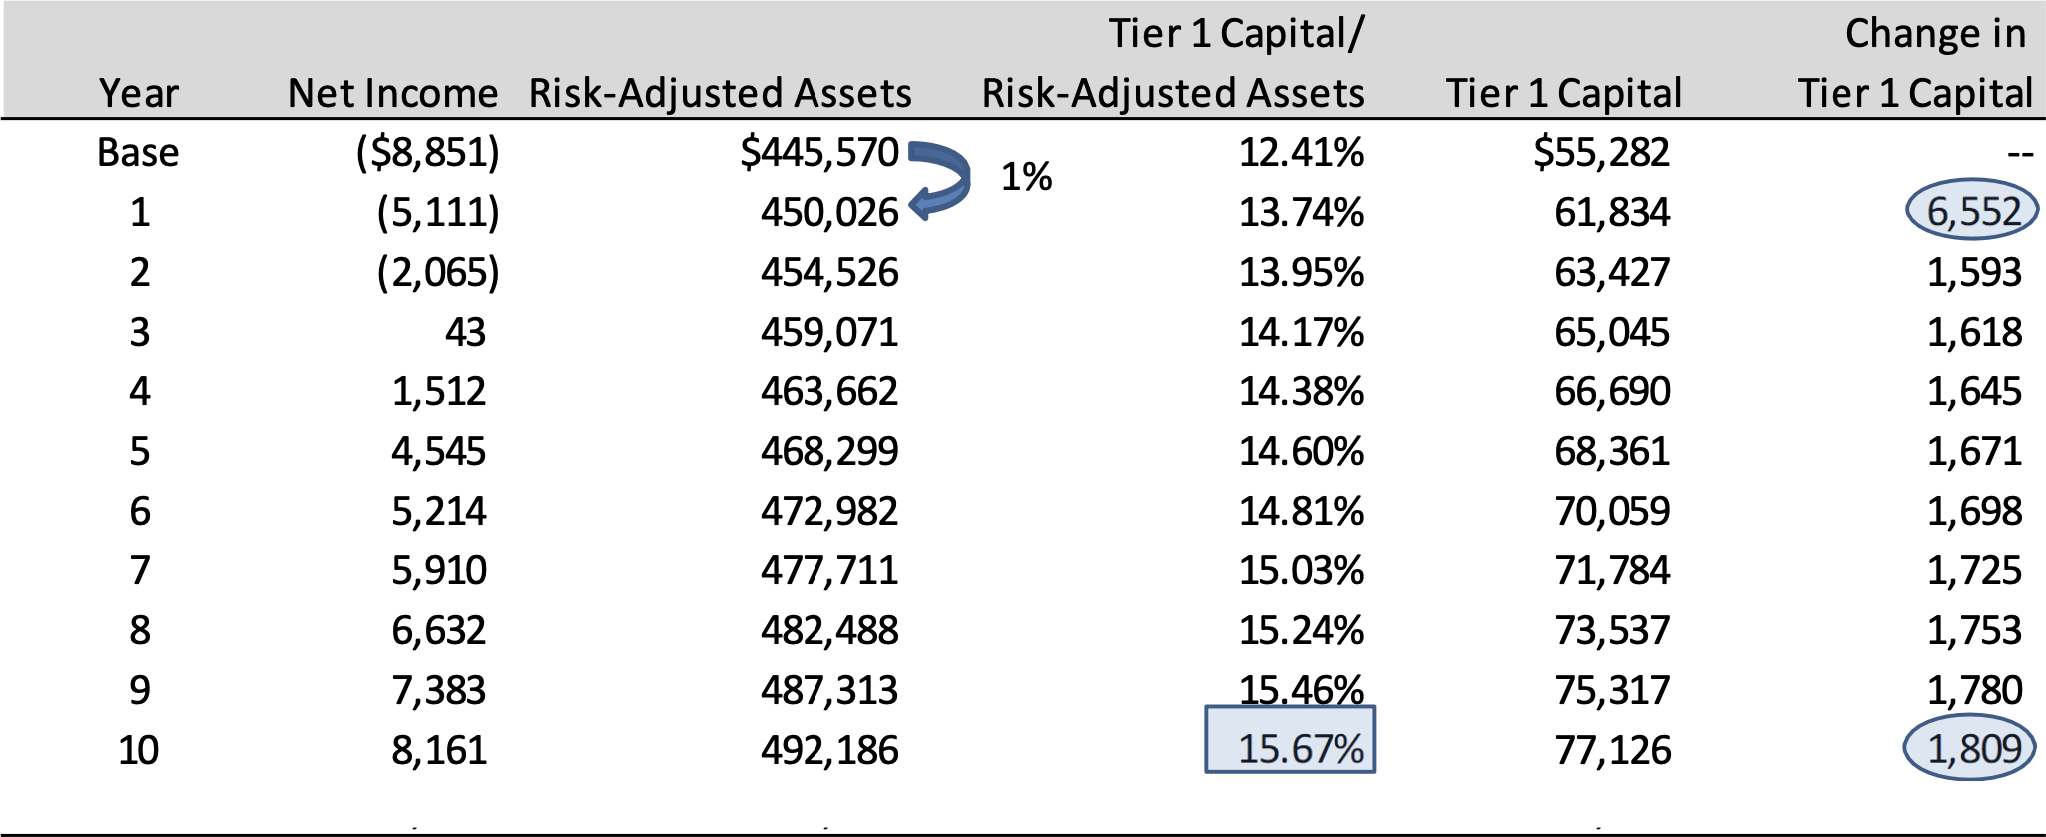 Tier 1 Capital/ Change in
Year Net Income Risk-Adjusted Assets Risk-Adjusted Assets Tier 1 Capital Tier 1 Capital
Base ($8,851) $445,570 12.41% $55,282 --
1%
1 (5,111) 450,026 13.74% 61,834 6,552
2 (2,065) 454,526 13.95% 63,427 1,593
3 43 459,071 14.17% 65,045 1,618
4 1,512 463,662 14.38% 66,690 1,645
5 4,545 468,299 14.60% 68,361 1,671
6 5,214 472,982 14.81% 70,059 1,698
7 5,910 477,711 15.03% 71,784 1,725
8 6,632 482,488 15.24% 73,537 1,753
9 7,383 487,313 15.46% 75,317 1,780
10 8,161 492,186 15.67% 77,126 1,809